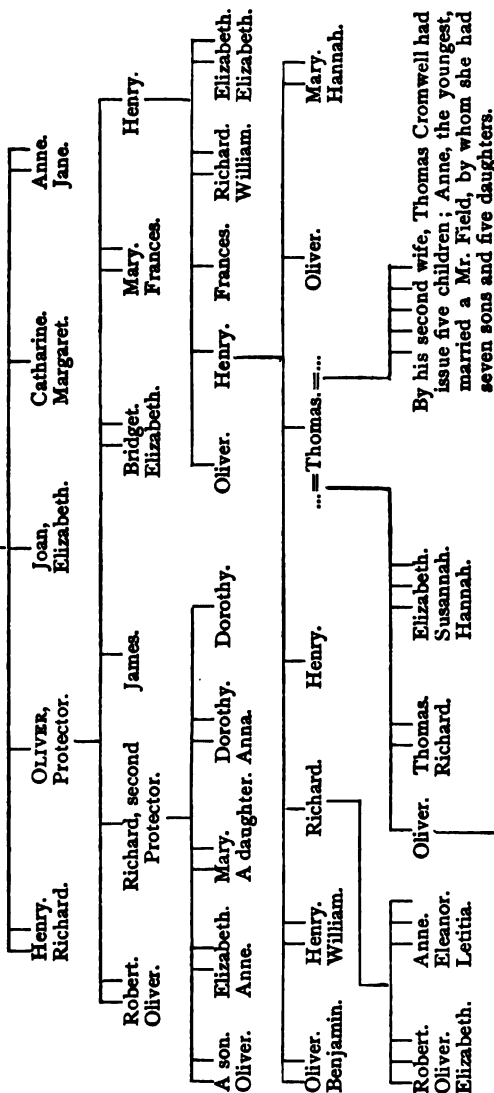 Henry.
Richard.
OLIVER,
Protector.
Joan,
Elizabeth.
Catharine.
Margaret.
Anne.
Jane.
Robert.
Oliver.
Richard, second
Protector.
James.
Bridget.
Elizabeth.
Mary.
Frances.
Henry.
A son.
Oliver.
Elizabeth.
Anne.
Mary.
A daughter.
Dorothy.
Anna.
Dorothy.
Oliver.
Henry.
Frances.
Richard.
William.
Elizabeth.
Elizabeth.
Oliver.
Benjamin.
Henry.
William.
Richard.
Henry.
...=Thomas.=...
Oliver.
Mary.
Hannah.
Robert.
Oliver.
Elizabeth.
Anne.
Eleanor.
Letitia.
Oliver.
Thomas.
Richard.
Elizabeth.
Susannah.
Hannah.
By his second wife, Thomas Cromwell had
issue five children; Anne, the youngest,
married a Mr. Field, by whom she had
seven sons and five daughters.